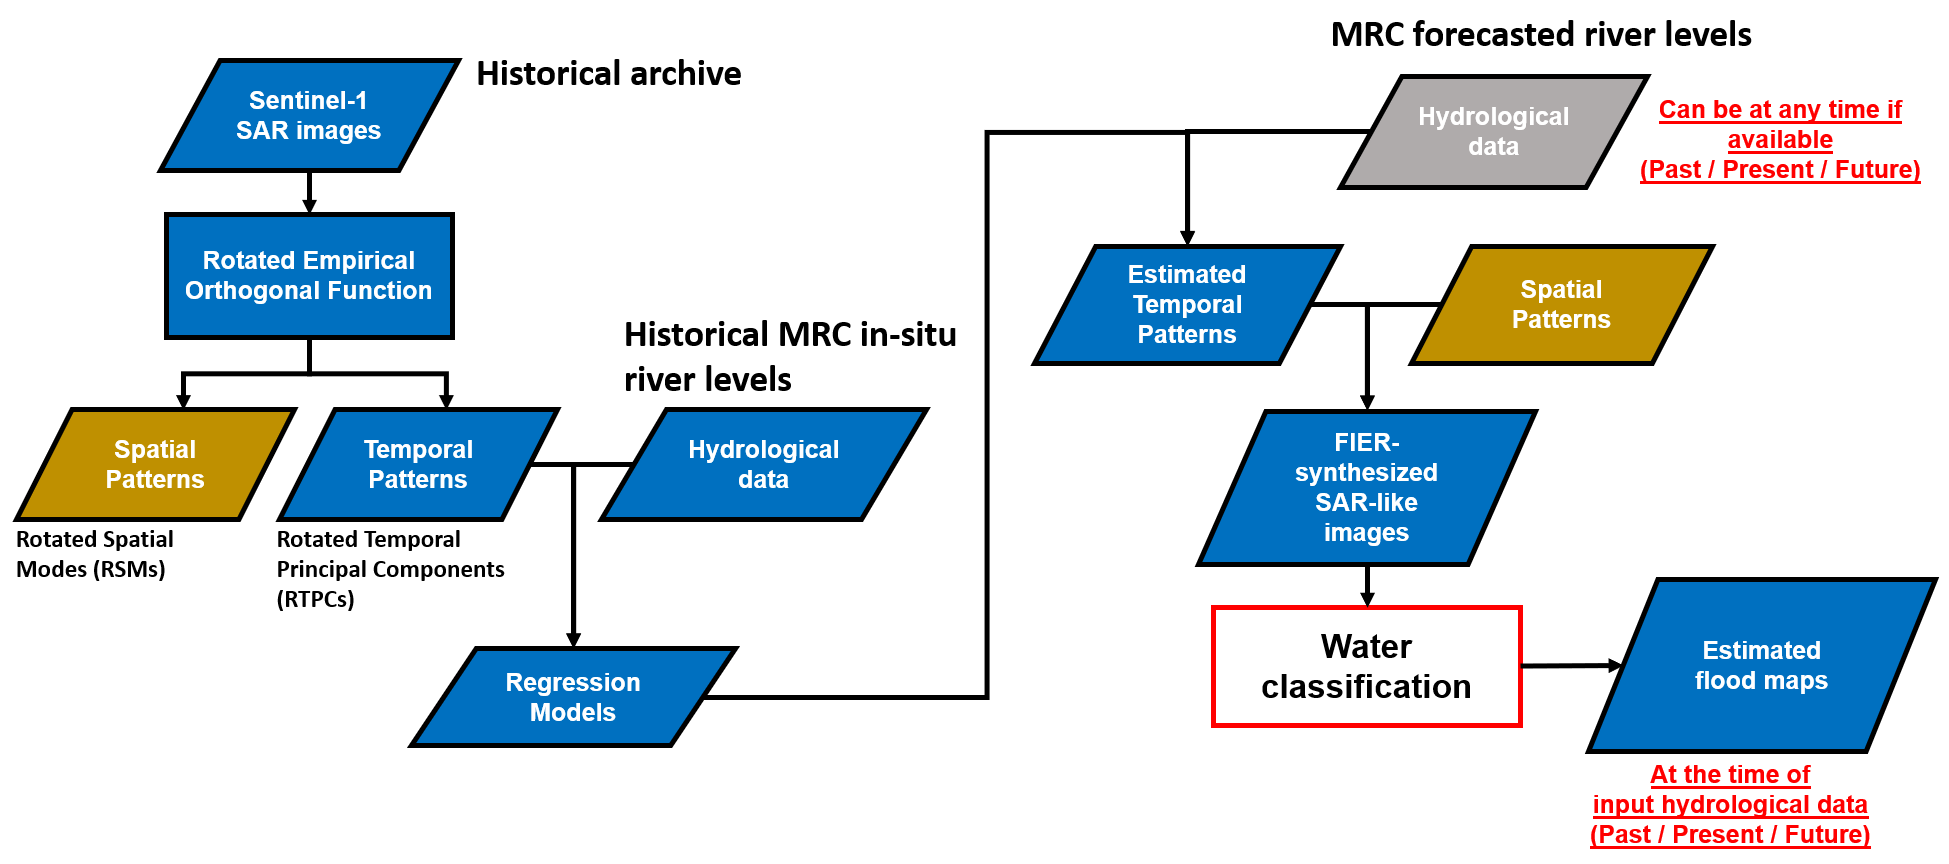 Historical archive
Sentinel-1
SAR images
Rotated Empirical
Orthogonal Function
Historical MRC in-situ
river levels
Spatial
Patterns
Temporal
Patterns
Hydrological
data
Rotated Spatial
Modes (RSMs)
Rotated Temporal
Principal Components
(RTPCs)
Regression
Models
MRC forecasted river levels
Hydrological
data
Can be at any time if
available
(Past / Present / Future)
Estimated
Temporal
Patterns
Spatial
Patterns
FIER-
synthesized
SAR-like
images
Water
classification
Estimated
flood maps
At the time of
input hydrological data
(Past / Present / Future)